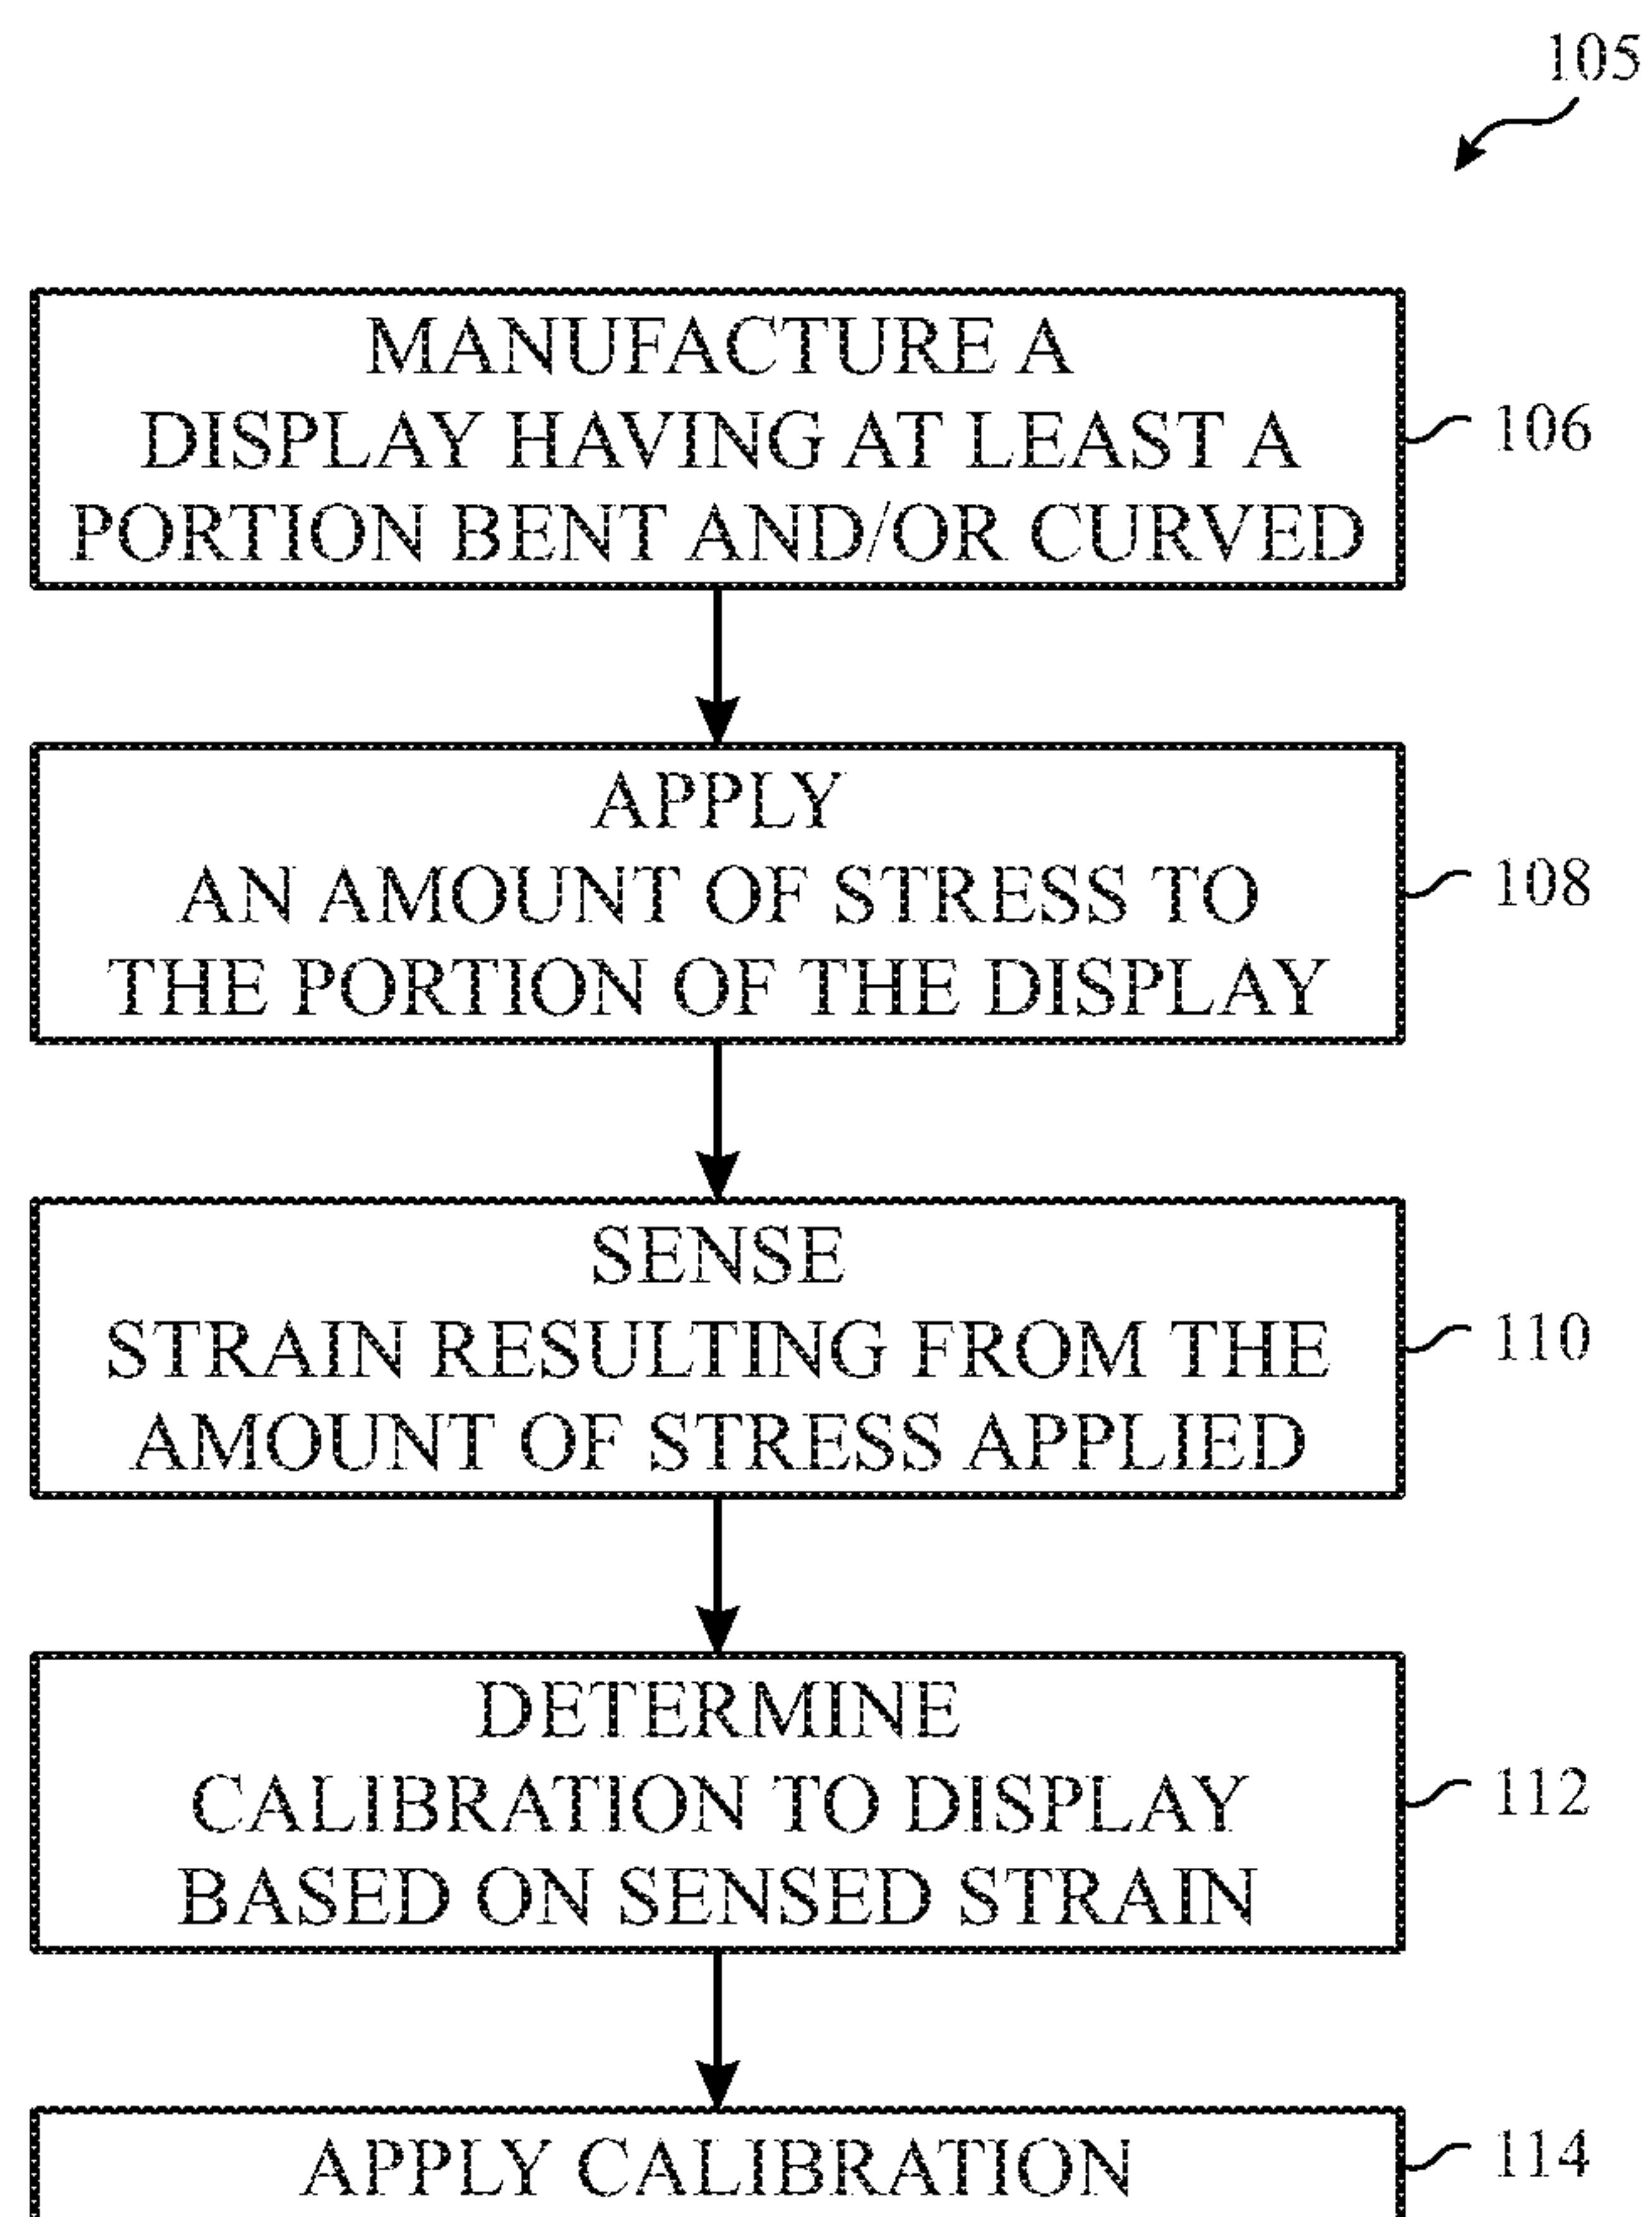 105
MANUFACTURE A
DISPLAY HAVING AT LEAST A
PORTION BENT AND/OR CURVED
106
APPLY
AN AMOUNT OF STRESS TO
THE PORTION OF THE DISPLAY
108
SENSE
STRAIN RESULTING FROM THE
AMOUNT OF STRESS APPLIED
110
DETERMINE
CALIBRATION TO DISPLAY
BASED ON SENSED STRAIN
112
APPLY CALIBRATION
114